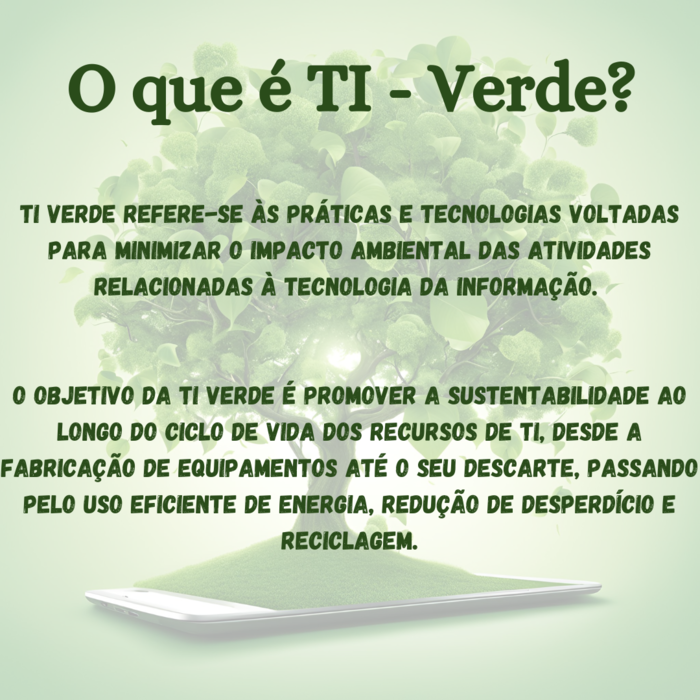 O que é TI - Verde?
TI VERDE REFERE-SE ÀS PRÁTICAS E TECNOLOGIAS VOLTADAS
PARA MINIMIZAR O IMPACTO AMBIENTAL DAS ATIVIDADES
RELACIONADAS À TECNOLOGIA DA INFORMAÇÃO.
O OBJETIVO DA TI VERDE É PROMOVER A SUSTENTABILIDADE AO
LONGO DO CICLO DE VIDA DOS RECURSOS DE TI, DESDE A
FABRICAÇÃO DE EQUIPAMENTOS ATÉ O SEU DESCARTE, PASSANDO
PELO USO EFICIENTE DE ENERGIA, REDUÇÃO DE DESPERDÍCIO E
RECICLAGEM.